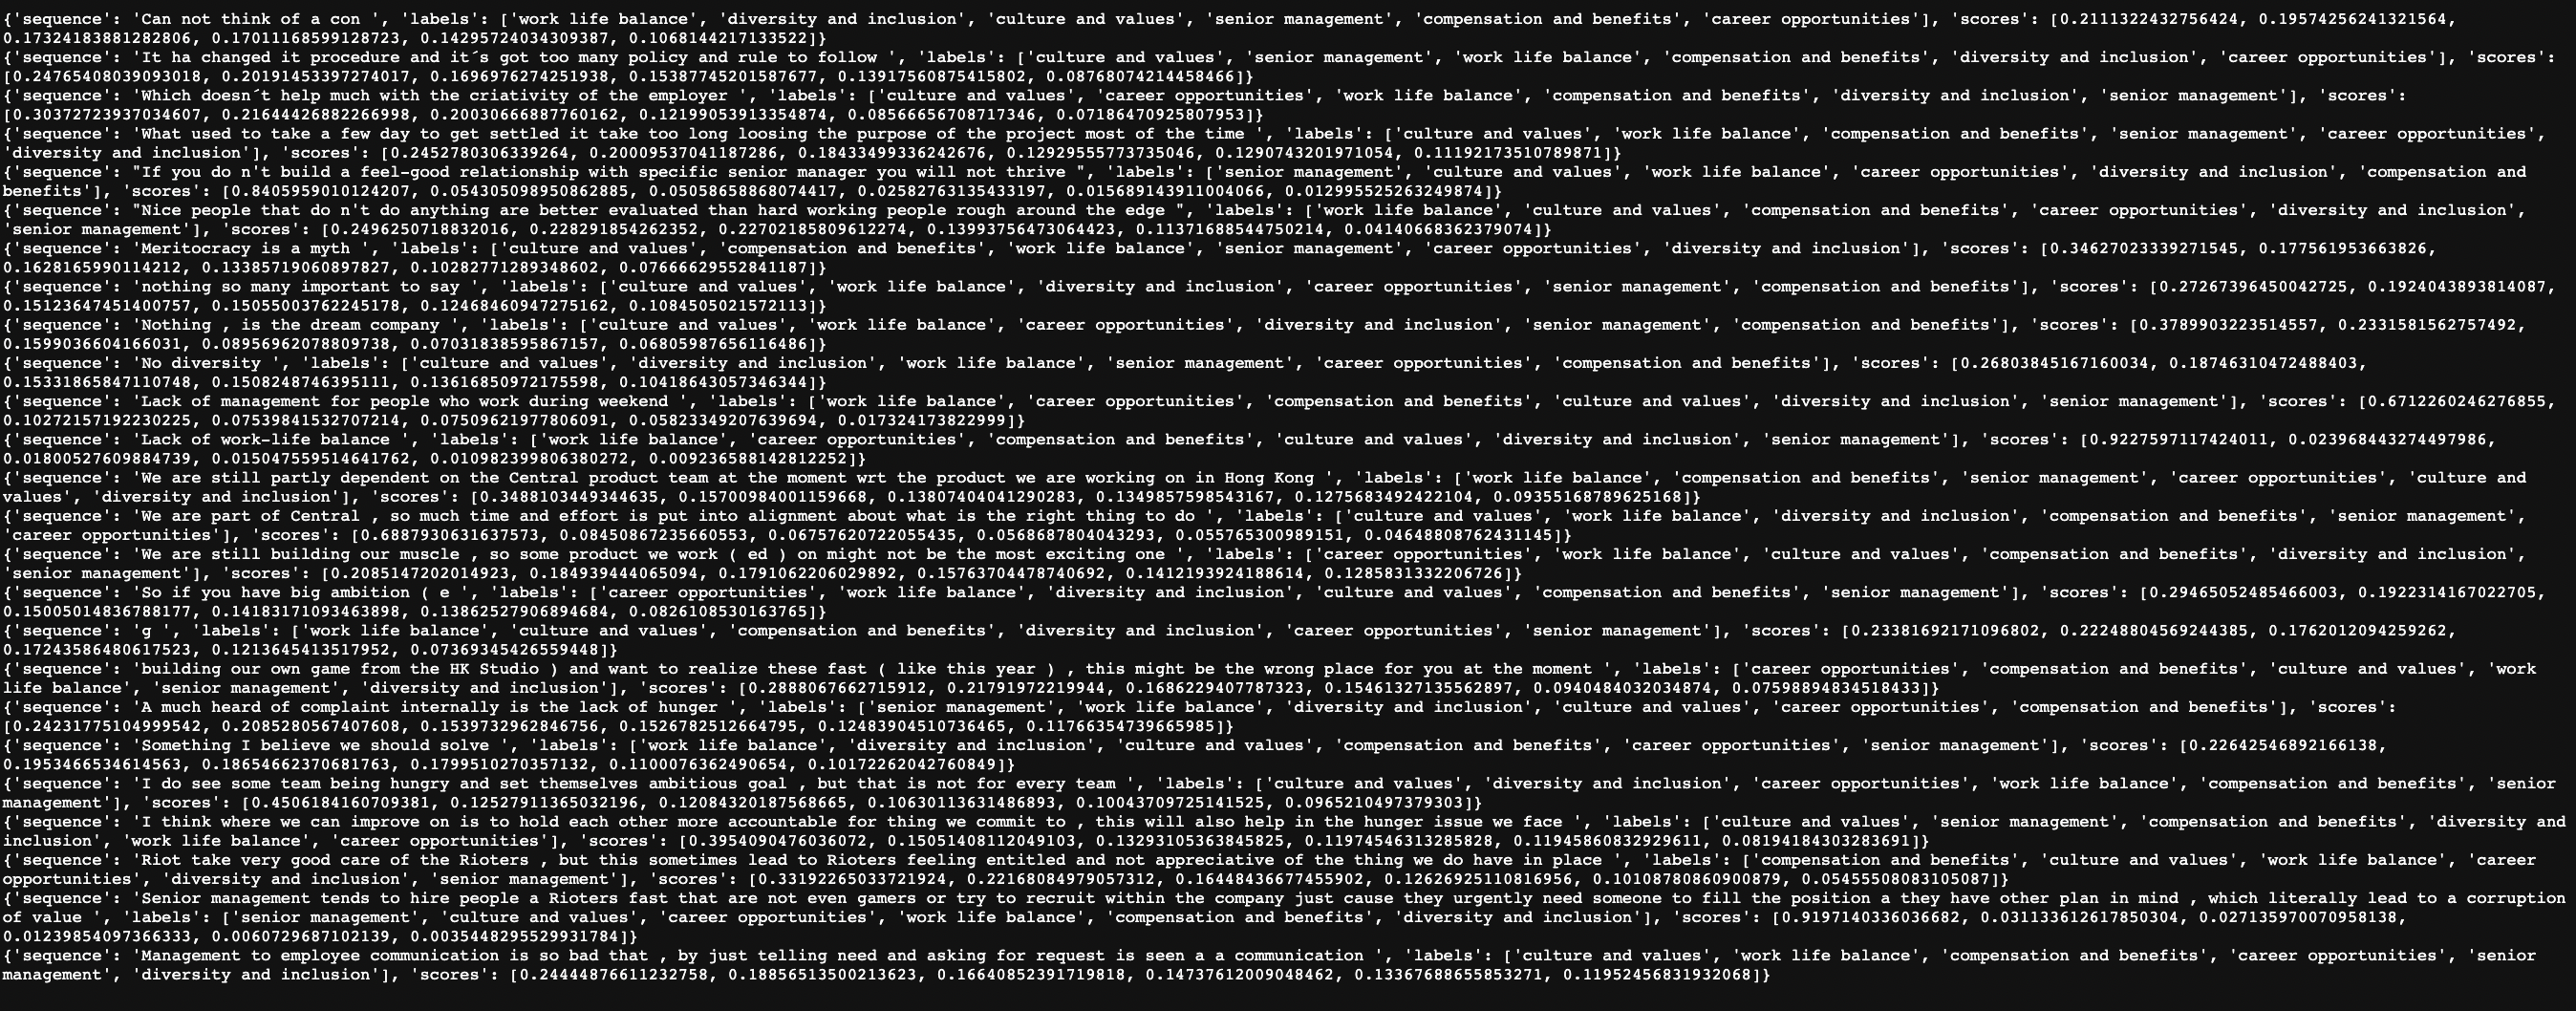 {'sequence': 'Can not think of a con ', 'labels': ['work life balance', 'diversity and inclusion', 'culture and values', 'senior management', 'compensation and benefits', 'career opportunities'], 'scores': [0.2111322432756424, 0.19574256241321564,
0.17324183881282806, 0.17011168599128723, 0.14295724034309387, 0.1068144217133522]}
{'sequence': 'It ha changed it procedure and it´s got too many policy and rule to follow ', 'labels': ['culture and values', 'senior management', 'work life balance', 'compensation and benefits', 'diversity and inclusion', 'career opportunities'], 'scores':
[0.24765408039093018, 0.20191453397274017, 0.1696976274251938, 0.15387745201587677, 0.13917560875415802, 0.08768074214458466]}
{'sequence': 'Which doesn´t help much with the criativity of the employer ', 'labels': ['culture and values', 'career opportunities', 'work life balance', 'compensation and benefits', 'diversity and inclusion', 'senior management'], 'scores':
[0.30372723937034607, 0.21644426882266998, 0.20030666887760162, 0.12199053913354874, 0.08566656708717346, 0.07186470925807953]}
{'sequence': 'What used to take a few day to get settled it take too long loosing the purpose of the project most of the time ', 'labels': ['culture and values', 'work life balance', 'compensation and benefits', 'senior management', 'career opportunities',
'diversity and inclusion'], 'scores': [0.2452780306339264, 0.20009537041187286, 0.18433499336242676, 0.12929555773735046, 0.1290743201971054, 0.11192173510789871]}
{'sequence': "If you do n't build a feel-good relationship with specific senior manager you will not thrive ", 'labels': ['senior management', 'culture and values', 'work life balance', 'career opportunities', 'diversity and inclusion', 'compensation and
benefits'], 'scores': [0.8405959010124207, 0.054305098950862885, 0.05058658868074417, 0.02582763135433197, 0.015689143911004066, 0.012995525263249874]}
{'sequence': "Nice people that do n't do anything are better evaluated than hard working people rough around the edge ", 'labels': ['work life balance', 'culture and values', 'compensation and benefits', 'career opportunities', 'diversity and inclusion',
'senior management'], 'scores': [0.2496250718832016, 0.228291854262352, 0.22702185809612274, 0.13993756473064423, 0.11371688544750214, 0.04140668362379074]}
{'sequence': 'Meritocracy is a myth ', 'labels': ['culture and values', 'compensation and benefits', 'work life balance', 'senior management', 'career opportunities', 'diversity and inclusion'], 'scores': [0.34627023339271545, 0.177561953663826,
0.1628165990114212, 0.13385719060897827, 0.10282771289348602, 0.07666629552841187]}
{'sequence': 'nothing so many important to say ', 'labels': ['culture and values', 'work life balance', 'diversity and inclusion', 'career opportunities', 'senior management', 'compensation and benefits'], 'scores': [0.27267396450042725, 0.1924043893814087,
0.15123647451400757, 0.15055003762245178, 0.12468460947275162, 0.1084505021572113]}
{'sequence': 'Nothing , is the dream company ', 'labels': ['culture and values', 'work life balance', 'career opportunities', 'diversity and inclusion', 'senior management', 'compensation and benefits'], 'scores': [0.3789903223514557, 0.2331581562757492,
0.1599036604166031, 0.08956962078809738, 0.07031838595867157, 0.06805987656116486]}
{'sequence': 'No diversity ', 'labels': ['culture and values', 'diversity and inclusion', 'work life balance', 'senior management', 'career opportunities', 'compensation and benefits'], 'scores': [0.26803845167160034, 0.18746310472488403,
0.15331865847110748, 0.1508248746395111, 0.13616850972175598, 0.10418643057346344]}
{'sequence': 'Lack of management for people who work during weekend ', 'labels': ['work life balance', 'career opportunities', 'compensation and benefits', 'culture and values', 'diversity and inclusion', 'senior management'], 'scores': [0.6712260246276855,
0.10272157192230225, 0.07539841532707214, 0.07509621977806091, 0.05823349207639694, 0.017324173822999]}
{'sequence': 'Lack of work-life balance ', 'labels': ['work life balance', 'career opportunities', 'compensation and benefits', 'culture and values', 'diversity and inclusion', 'senior management'], 'scores': [0.9227597117424011, 0.023968443274497986,
0.01800527609884739, 0.015047559514641762, 0.010982399806380272, 0.009236588142812252]}
{'sequence': 'We are still partly dependent on the Central product team at the moment wrt the product we are working on in Hong Kong ', 'labels': ['work life balance', 'compensation and benefits', 'senior management', 'career opportunities', 'culture and
values', 'diversity and inclusion'], 'scores': [0.3488103449344635, 0.15700984001159668, 0.13807404041290283, 0.1349857598543167, 0.1275683492422104, 0.09355168789625168]}
{'sequence': 'We are part of Central , so much time and effort is put into alignment about what is the right thing to do ', 'labels': ['culture and values', 'work life balance', 'diversity and inclusion', 'compensation and benefits', 'senior management',
'career opportunities'], 'scores': [0.6887930631637573, 0.08450867235660553, 0.06757620722055435, 0.0568687804043293, 0.055765300989151, 0.04648808762431145]}
{'sequence': 'We are still building our muscle , so some product we work ( ed ) on might not be the most exciting one ', 'labels': ['career opportunities', 'work life balance', 'culture and values', 'compensation and benefits', 'diversity and inclusion',
'senior management'], 'scores': [0.2085147202014923, 0.184939444065094, 0.1791062206029892, 0.15763704478740692, 0.1412193924188614, 0.1285831332206726]}
{'sequence': 'So if you have big ambition ( e ', 'labels': ['career opportunities', 'work life balance', 'diversity and inclusion', 'culture and values', 'compensation and benefits', 'senior management'], 'scores': [0.29465052485466003, 0.1922314167022705,
0.15005014836788177, 0.14183171093463898, 0.13862527906894684, 0.0826108530163765]}
{'sequence': 'g ', 'labels': ['work life balance', 'culture and values', 'compensation and benefits', 'diversity and inclusion', 'career opportunities', 'senior management'], 'scores': [0.23381692171096802, 0.22248804569244385, 0.1762012094259262,
0.17243586480617523, 0.1213645413517952, 0.07369345426559448]}
{'sequence': 'building our own game from the HK Studio ) and want to realize these fast ( like this year ) , this might be the wrong place for you at the moment ', 'labels': ['career opportunities', 'compensation and benefits', 'culture and values', 'work
life balance', 'senior management', 'diversity and inclusion'], 'scores': [0.2888067662715912, 0.21791972219944, 0.1686229407787323, 0.15461327135562897, 0.0940484032034874, 0.07598894834518433]}
{'sequence': 'A much heard of complaint internally is the lack of hunger ', 'labels': ['senior management', 'work life balance', 'diversity and inclusion', 'culture and values', 'career opportunities', 'compensation and benefits'], 'scores':
[0.24231775104999542, 0.2085280567407608, 0.1539732962846756, 0.1526782512664795, 0.12483904510736465, 0.11766354739665985]}
{'sequence': 'Something I believe we should solve ', 'labels': ['work life balance', 'diversity and inclusion', 'culture and values', 'compensation and benefits', 'career opportunities', 'senior management'], 'scores': [0.22642546892166138,
0.1953466534614563, 0.18654662370681763, 0.1799510270357132, 0.1100076362490654, 0.10172262042760849]}
{'sequence': 'I do see some team being hungry and set themselves ambitious goal , but that is not for every team ', 'labels': ['culture and values', 'diversity and inclusion', 'career opportunities', 'work life balance', 'compensation and benefits', 'senior
management'], 'scores': [0.4506184160709381, 0.12527911365032196, 0.12084320187568665, 0.10630113631486893, 0.10043709725141525, 0.0965210497379303]}
{'sequence': 'I think where we can improve on is to hold each other more accountable for thing we commit to , this will also help in the hunger issue we face ', 'labels': ['culture and values', 'senior management', 'compensation and benefits', 'diversity and
inclusion', 'work life balance', 'career opportunities'], 'scores': [0.3954090476036072, 0.1505140811204910​3, 0.13293105363845825, 0.11974546313285828, 0.11945860832929611, 0.08194184303283691]}
{'sequence': 'Riot take very good care of the Rioters , but this sometimes lead to Rioters feeling entitled and not appreciative of the thing we do have in place ', 'labels': ['compensation and benefits', 'culture and values', 'work life balance', 'career
opportunities', 'diversity and inclusion', 'senior management'], 'scores': [0.33192265033721924, 0.22168084979057312, 0.16448436677455902, 0.12626925110816956, 0.10108780860900879, 0.05455508083105087]}
{'sequence': 'Senior management tends to hire people a Rioters fast that are not even gamers or try to recruit within the company just cause they urgently need someone to fill the position a they have other plan in mind , which literally lead to a corruption
of value ', 'labels': ['senior management', 'culture and values', 'career opportunities', 'work life balance', 'compensation and benefits', 'diversity and inclusion'], 'scores': [0.9197140336036682, 0.031133612617850304, 0.027135970070958138,
0.01239854097366333, 0.0060729687102139, 0.0035448295529931784]}
{'sequence': 'Management to employee communication is so bad that , by just telling need and asking for request is seen a a communication ', 'labels': ['culture and values', 'work life balance', 'compensation and benefits', 'career opportunities', 'senior
management', 'diversity and inclusion'], 'scores': [0.24444876611232758, 0.18856513500213623, 0.16640852391719818, 0.14737612009048462, 0.13367688655853271, 0.11952456831932068]}